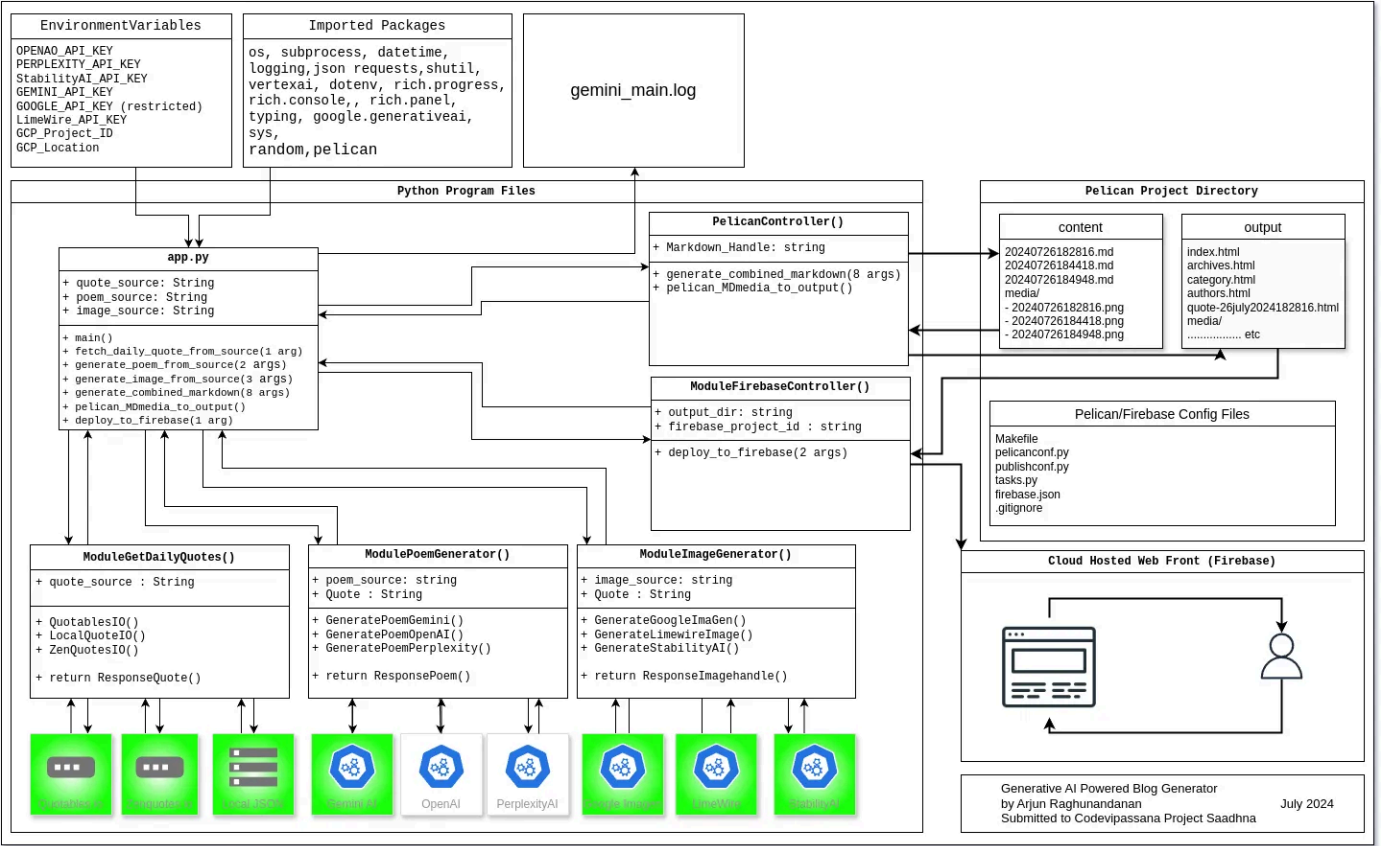 EnvironmentVariables
OPENAO_API_KEY
PERPLEXITY_API_KEY
StabilityAI_API_KEY
GEMINI_API_KEY
GOOGLE_API_KEY (restricted)
LimeWire_API_KEY
GCP_Project_ID
GCP_Location
Imported Packages
os, subprocess, datetime,
logging,json requests,shutil,
vertexai, dotenv, rich.progress,
rich.console,, rich.panel,
typing, google.generativeai,
sys,
random,pelican
gemini_main.log
Python Program Files
app.py
+ quote_source: String
+ poem_source: String
+ image_source: String
+ main()
+ fetch_daily_quote_from_source(1 arg)
+ generate_poem_from_source(2 args)
+ generate_image_from_source(3 args)
+ generate_combined_markdown(8 args)
+ pelican_MDmedia_to_output()
+ deploy_to_firebase(1 arg)
PelicanController()
+ Markdown_Handle: string
+ generate_combined_markdown(8 args)
+ pelican_MDmedia_to_output()
ModuleFirebaseController()
+ output_dir: string
+ firebase_project_id : string
+ deploy_to_firebase(2 args)
ModuleGetDailyQuotes()
+ quote_source : String
+ QuotablesIO()
+ LocalQuoteIO()
+ ZenQuotesIO()
+ return ResponseQuote()
ModulePoemGenerator()
+ poem_source: string
+ Quote : String
+ GeneratePoemGemini()
+ GeneratePoemOpenAI()
+ GeneratePoemPerplexity()
+ return ResponsePoem()
ModuleImageGenerator()
+ image_source: string
+ Quote : String
+ GenerateGoogleImaGen()
+ GenerateLimewireImage()
+ GenerateStabilityAI()
+ return ResponseImagehandle()
Local JSON
Gemini AI
OpenAI
PerplexityAI
LimeWire
StabilityAI
Pelican Project Directory
content
20240726182816.md
20240726184418.md
20240726184948.md
media/
- 20240726182816.png
- 20240726184418.png
- 20240726184948.png
output
index.html
archives.html
category.html
authors.html
quote-26july2024182816.html
media/
................. etc
Pelican/Firebase Config Files
Makefile
pelicanconf.py
publishconf.py
tasks.py
firebase.json
.gitignore
Cloud Hosted Web Front (Firebase)
Generative AI Powered Blog Generator
by Arjun Raghunandanan
July 2024
Submitted to Codevipassana Project Saadhna